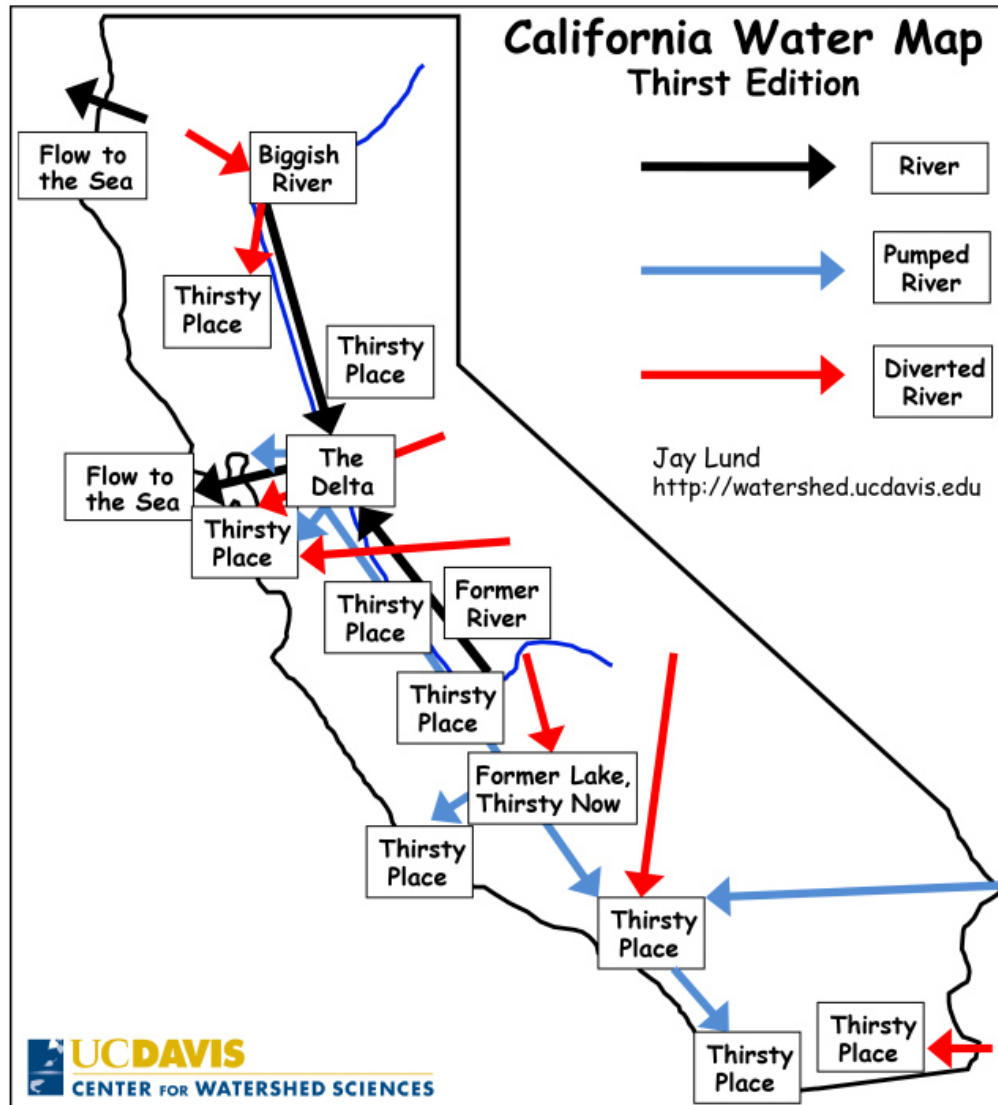 California Water Map
Thirst Edition
River
Pumped
River
Diverted
River
Jay Lund
http://watershed.ucdavis.edu
Flow to
the Sea
Biggish
River
Thirsty
Place
Thirsty
Place
The
Delta
Flow to
the Sea
Thirsty
Place
Thirsty
Place
Former
River
Thirsty
Place
Former Lake,
Thirsty Now
Thirsty
Place
Thirsty
Place
Thirsty
Place
Thirsty
Place
UCDAVIS
CENTER FOR WATERSHED SCIENCES